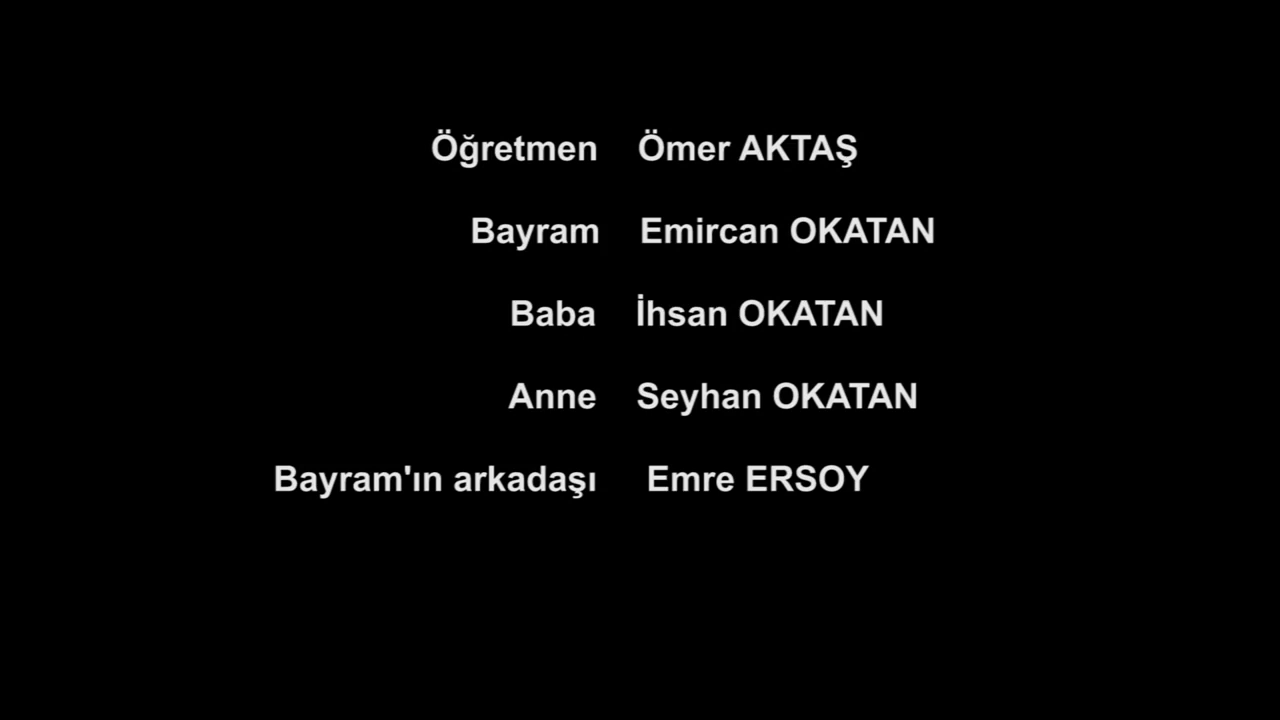 Öğretmen Ömer AKTAŞ
Bayram Emircan OKATAN
Baba İhsan OKATAN
Anne Seyhan OKATAN
Bayram'ın arkadaşı Emre ERSOY